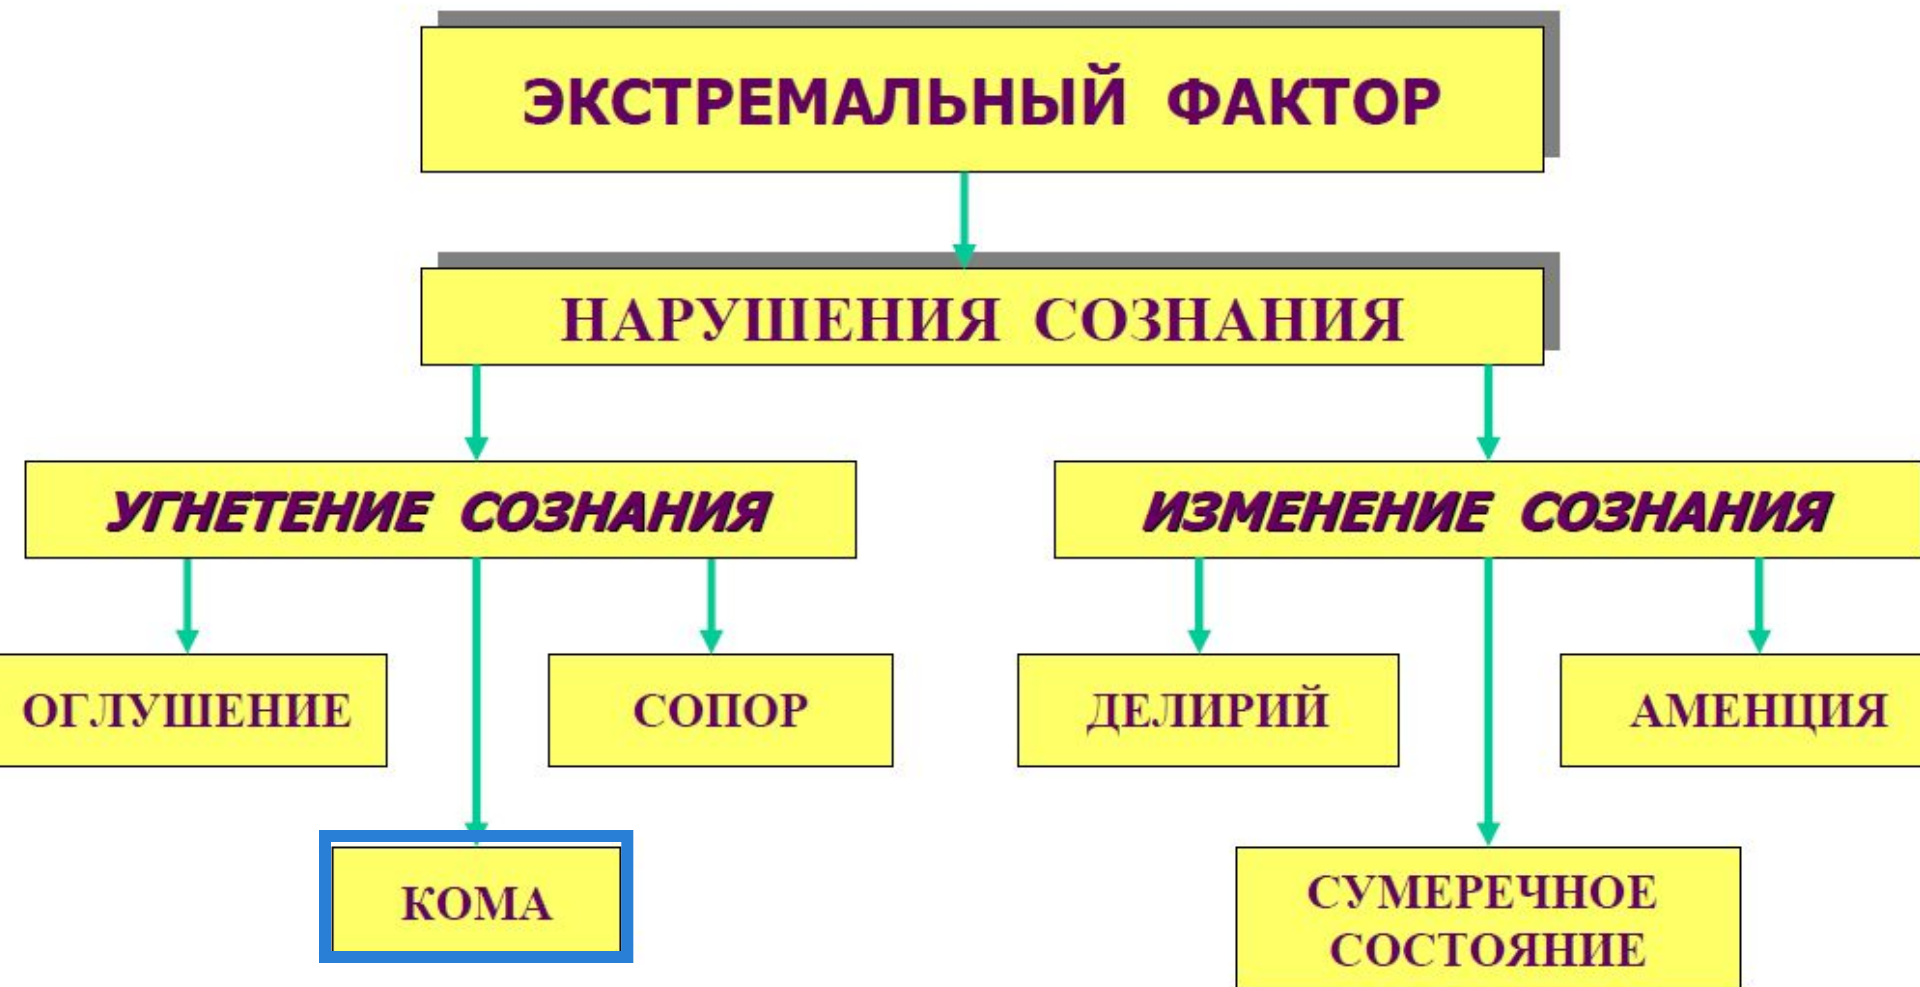 ЭКСТРЕМАЛЬНЫЙ ФАКТОР
НАРУШЕНИЯ СОЗНАНИЯ
УГНЕТЕНИЕ СОЗНАНИЯ
ИЗМЕНЕНИЕ СОЗНАНИЯ
ОГЛУШЕНИЕ
СОПОР
ДЕЛИРИЙ
АМЕНЦИЯ
КОМА
СУМЕРЕЧНОЕ
СОСТОЯНИЕ